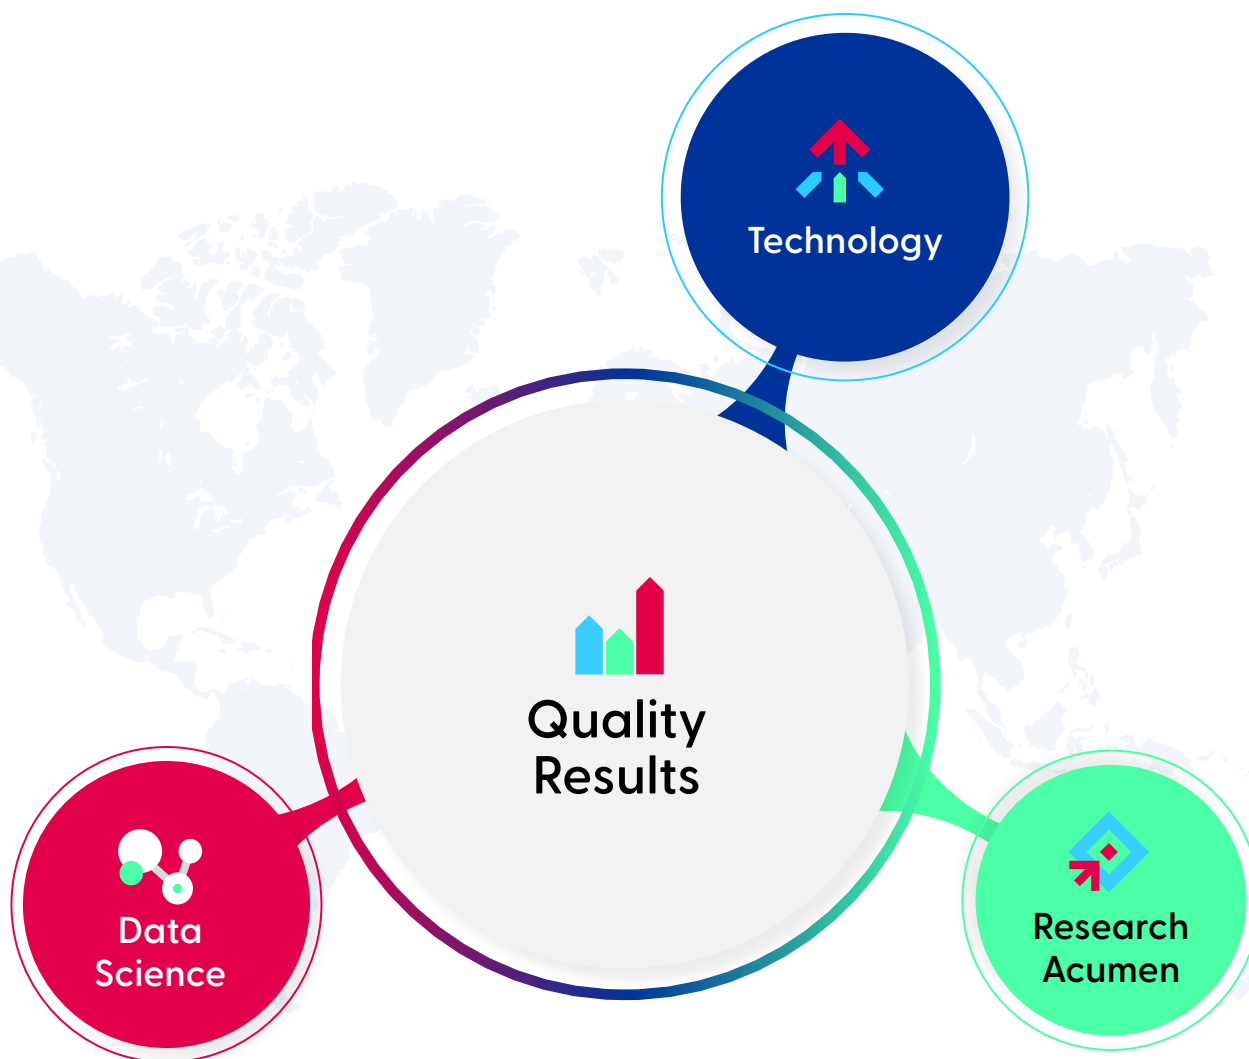 Technology
Quality
Results
Data
Science
Research
Acumen